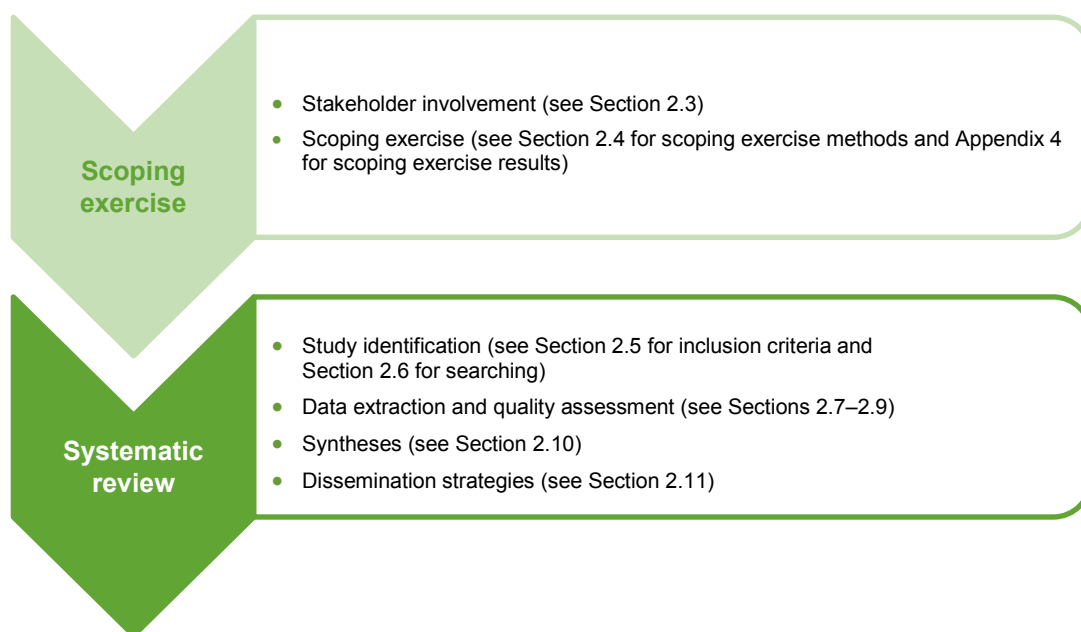 Scoping
exercise
• Stakeholder involvement (see Section 2.3)
• Scoping exercise (see Section 2.4 for scoping exercise methods and Appendix 4
for scoping exercise results)
Systematic
review
• Study identification (see Section 2.5 for inclusion criteria and
Section 2.6 for searching)
• Data extraction and quality assessment (see Sections 2.7–2.9)
• Syntheses (see Section 2.10)
• Dissemination strategies (see Section 2.11)